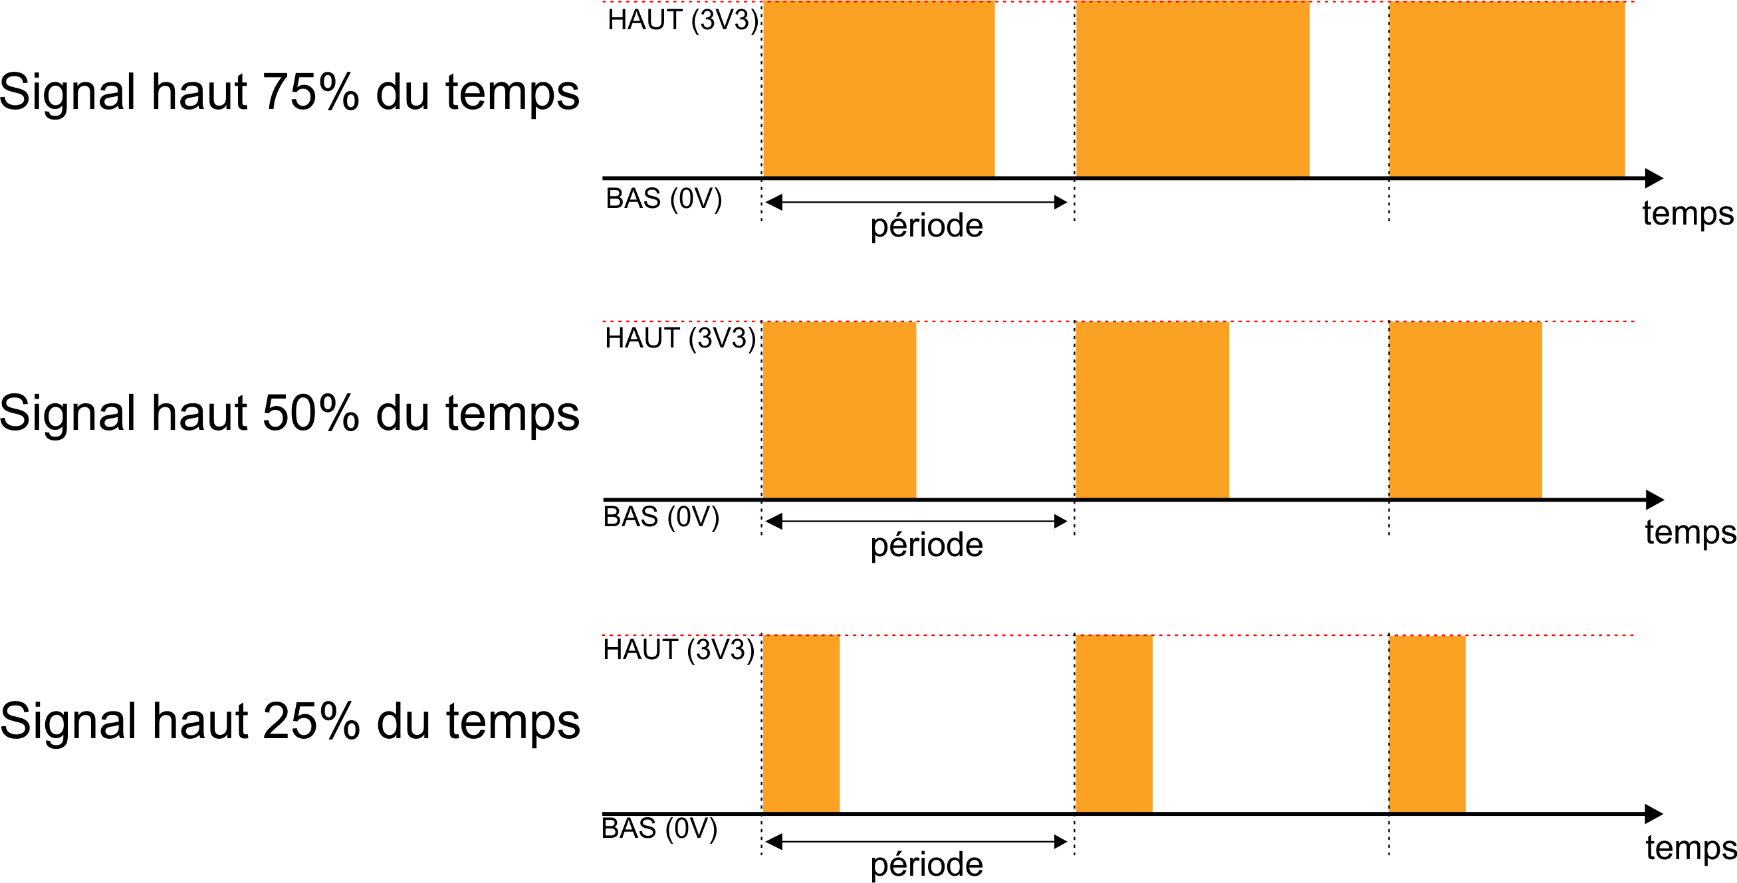 HAUT (3V3)
Signal haut 75% du temps
BAS (0V)
période
temps
HAUT (3V3)
Signal haut 50% du temps
BAS (0V)
période
temps
HAUT (3V3)
Signal haut 25% du temps
BAS (0V)
période
temps